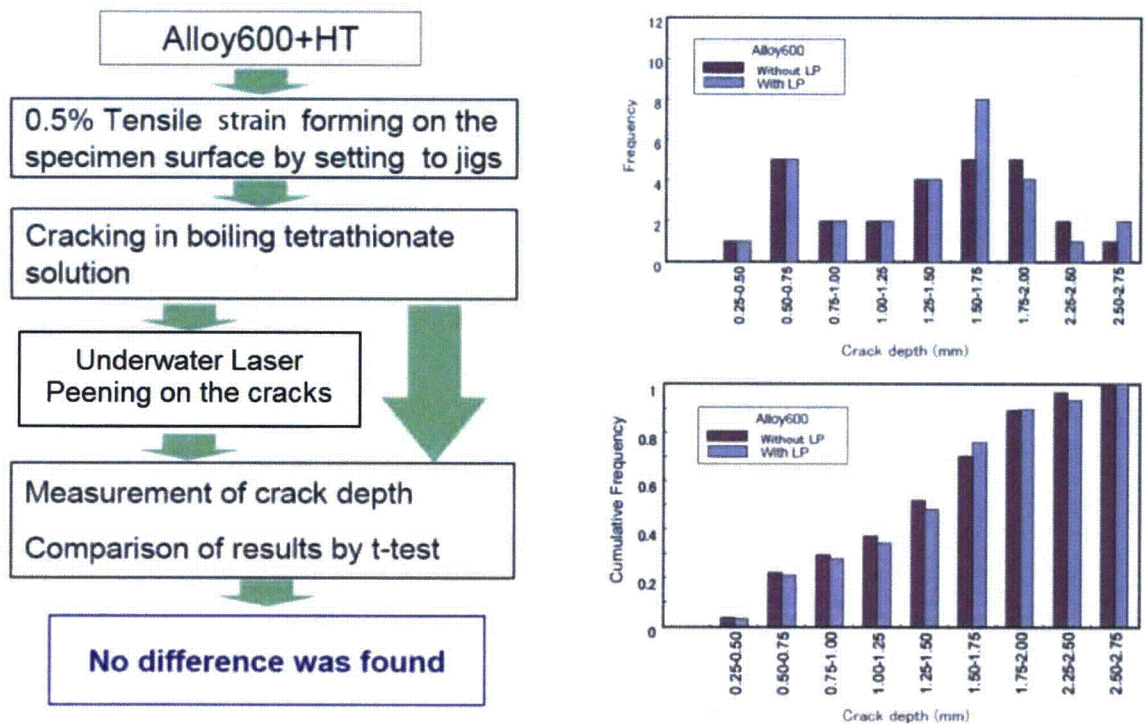 Alloy600+HT
0.5% Tensile strain forming on the
specimen surface by setting to jigs
Cracking in boiling tetrathionate
solution
Underwater Laser
Peening on the cracks
Measurement of crack depth
Comparison of results by t-test
No difference was found
12
10
8
6
4
2
0
Frequency
Alloy600
Without LP
With LP
0.25-0.50
0.50-0.75
0.75-1.00
1.00-1.25
1.25-1.50
1.50-1.75
1.75-2.00
2.25-2.50
2.50-2.75
Crack depth (mm)
1
0.8
0.6
0.4
0.2
0
Cumulative Frequency
Alloy600
Without LP
With LP
0.25-0.50
0.50-0.75
0.75-1.00
1.00-1.25
1.25-1.50
1.50-1.75
1.75-2.00
2.25-2.50
2.50-2.75
Crack depth (mm)